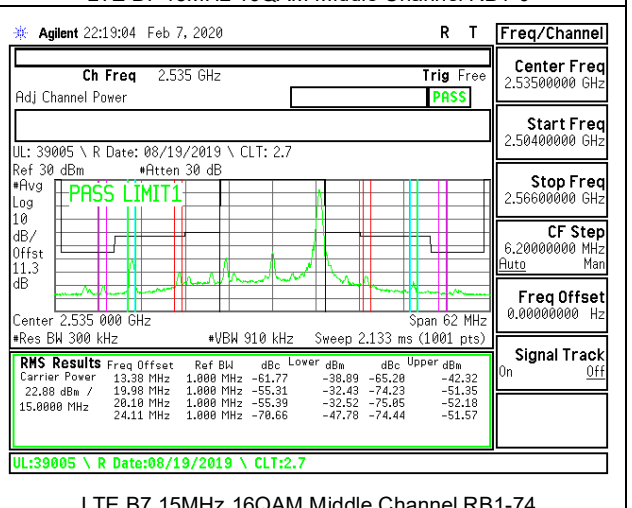 Agilent 22:19:04 Feb 7, 2020 R T Freq/Channel
Ch Freq 2.535 GHz Trig Free
Adj Channel Power PASS
UL: 39005 \ R Date: 08/19/2019 \ CLT: 2.7
Ref 30 dBm #Atten 30 dB
#Avg
Log
10
dB/
Offst
11.3
dB
PASS LIMIT1
Center 2.535 000 GHz Span 62 MHz
#Res BW 300 kHz #VBW 910 kHz Sweep 2.133 ms (1001 pts)
RMS Results Freq Offset Ref BW dBc Lower dBm dBc Upper dBm
Carrier Power 13.38 MHz 1.000 MHz -61.77 -38.89 -65.20 -42.32
22.88 dBm / 19.98 MHz 1.000 MHz -55.31 -32.43 -74.23 -51.35
15.0000 MHz 20.10 MHz 1.000 MHz -55.39 -32.52 -75.05 -52.18
24.11 MHz 1.000 MHz -70.66 -47.78 -74.44 -51.57
UL:39005 \ R Date:08/19/2019 \ CLT:2.7
Center Freq
2.53500000 GHz
Start Freq
2.50400000 GHz
Stop Freq
2.56600000 GHz
CF Step
6.20000000 MHz
Auto Man
Freq Offset
0.00000000 Hz
Signal Track
On Off
LTE B7 15MHz 16QAM Middle Channel RB1-74